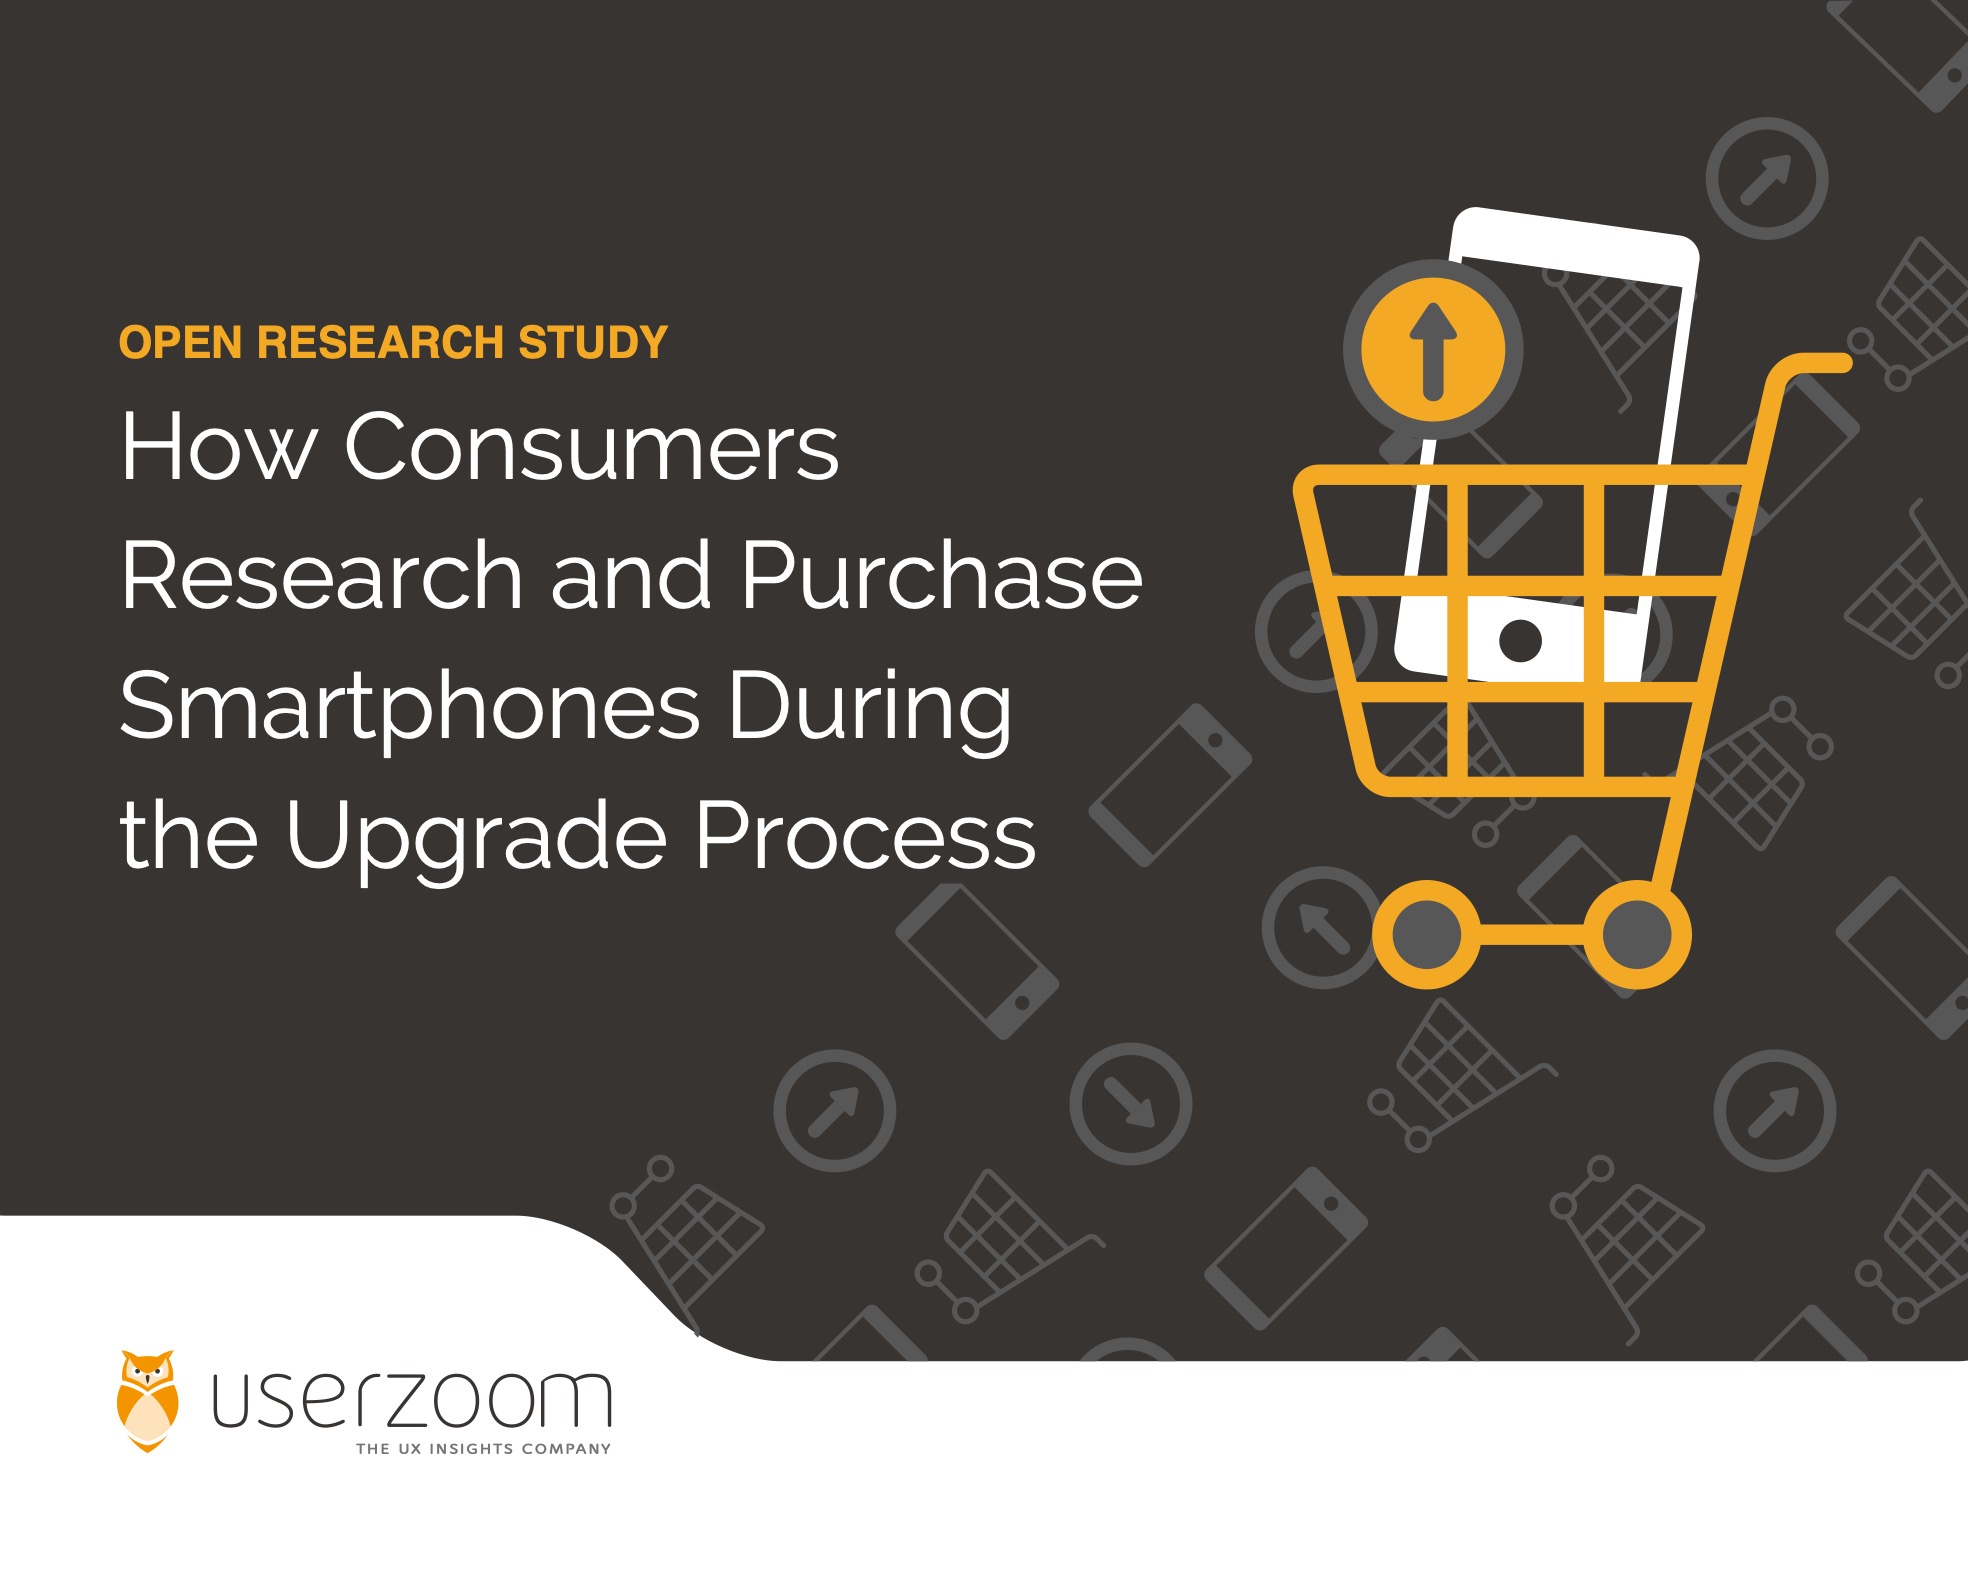 OPEN RESEARCH STUDY
How Consumers
Research and Purchase
Smartphones During
the Upgrade Process
userzoom
THE UX INSIGHTS COMPANY